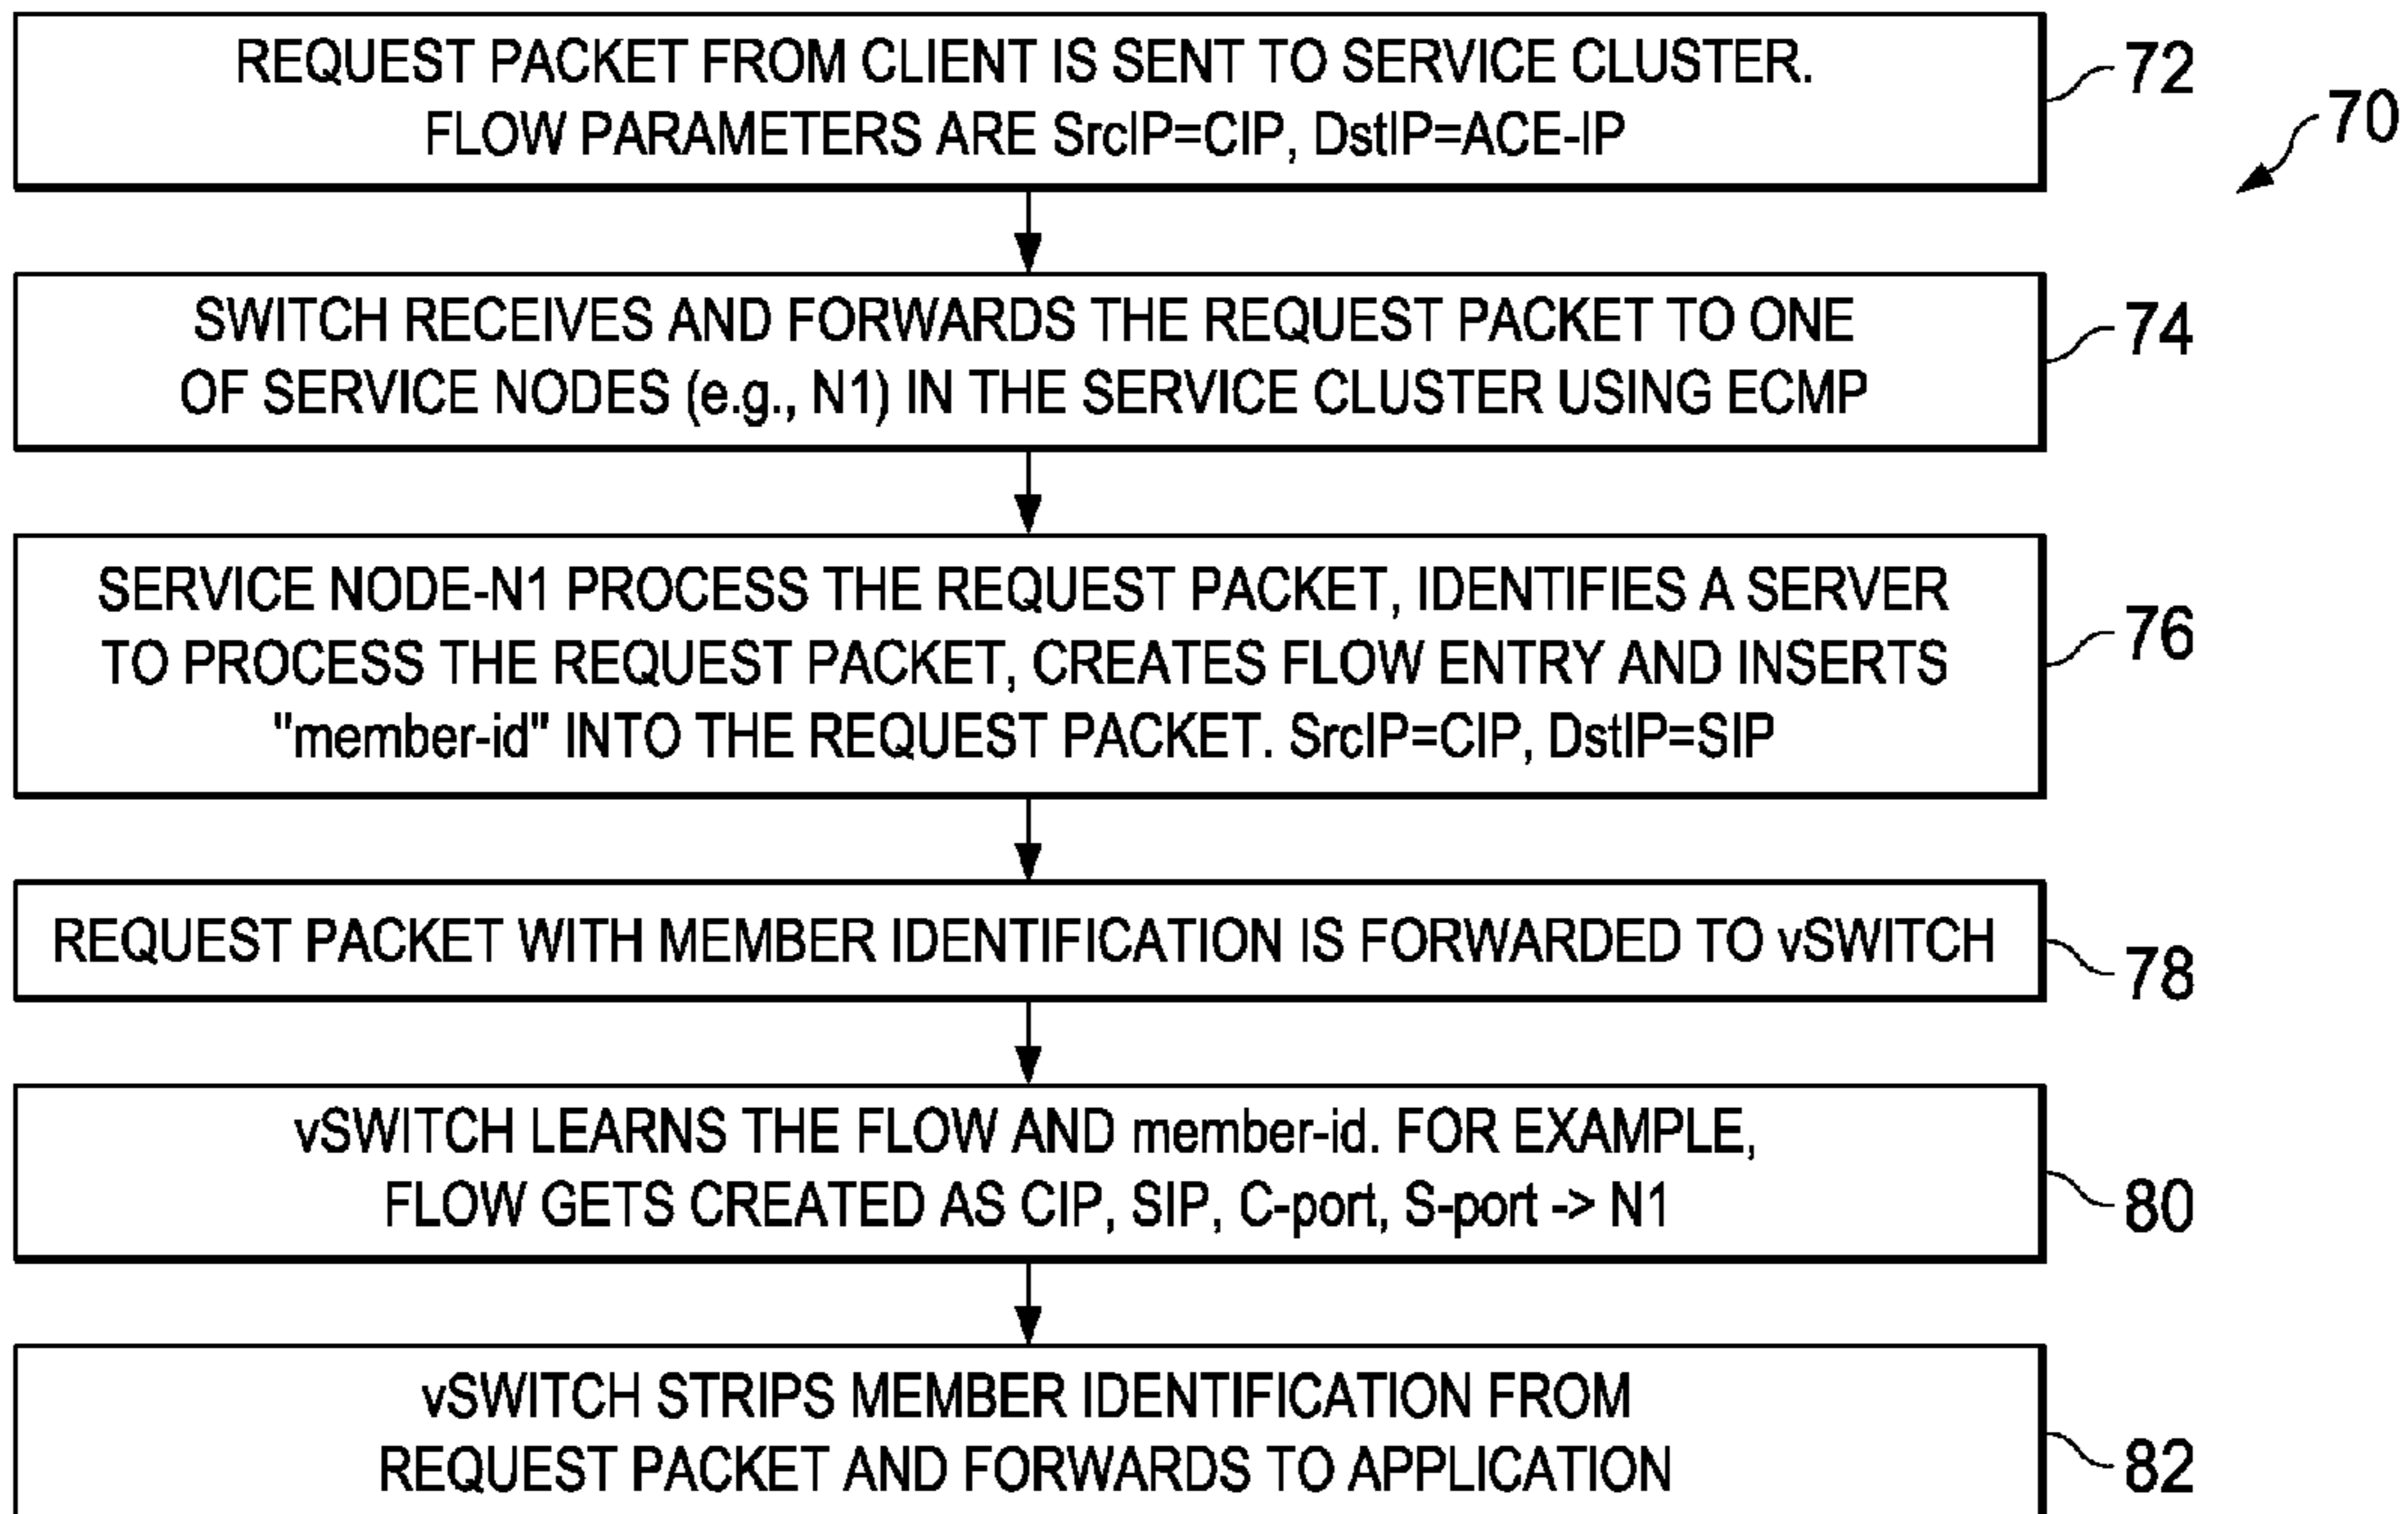 REQUEST PACKET FROM CLIENT IS SENT TO SERVICE CLUSTER.
FLOW PARAMETERS ARE SrcIP=CIP, DstIP=ACE-IP
72
70
SWITCH RECEIVES AND FORWARDS THE REQUEST PACKET TO ONE
OF SERVICE NODES (e.g., N1) IN THE SERVICE CLUSTER USING ECMP
74
SERVICE NODE-N1 PROCESS THE REQUEST PACKET, IDENTIFIES A SERVER
TO PROCESS THE REQUEST PACKET, CREATES FLOW ENTRY AND INSERTS
"member-id" INTO THE REQUEST PACKET. SrcIP=CIP, DstIP=SIP
76
REQUEST PACKET WITH MEMBER IDENTIFICATION IS FORWARDED TO vSWITCH
78
vSWITCH LEARNS THE FLOW AND member-id. FOR EXAMPLE,
FLOW GETS CREATED AS CIP, SIP, C-port, S-port -> N1
80
vSWITCH STRIPS MEMBER IDENTIFICATION FROM
REQUEST PACKET AND FORWARDS TO APPLICATION
82